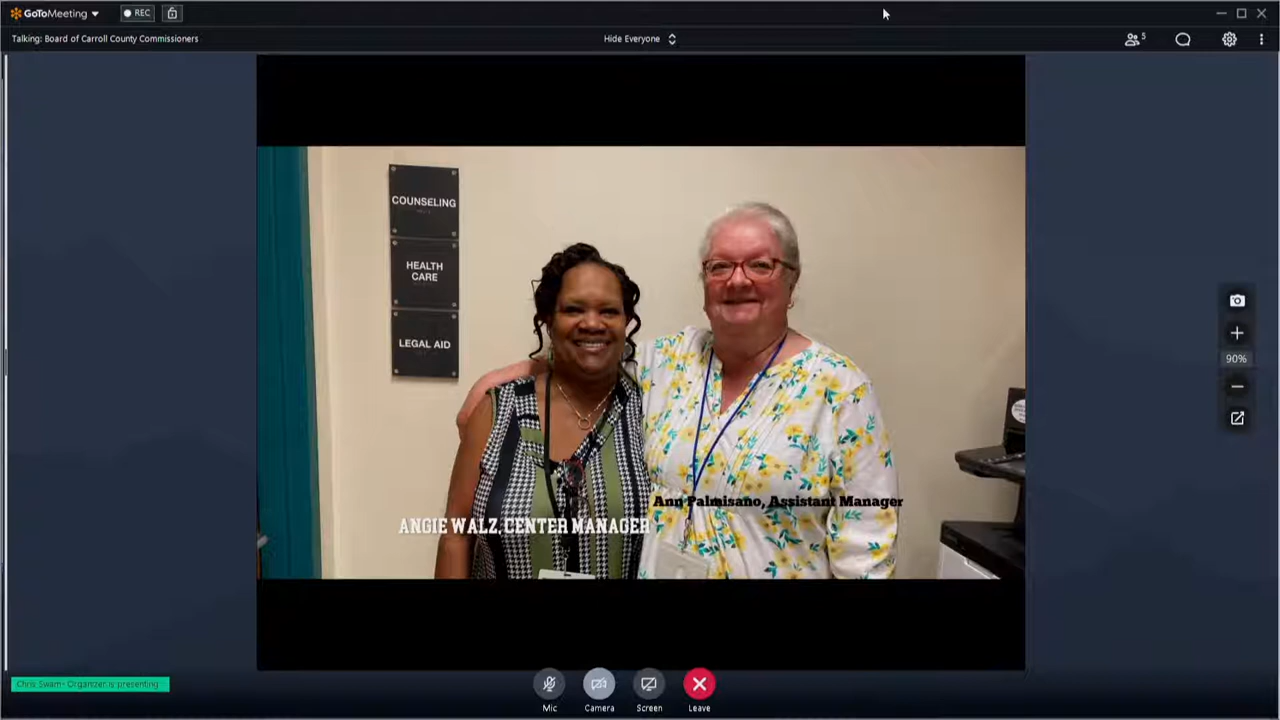 GoToMeeting
REC
Talking: Board of Carroll County Commissioners
Hide Everyone
5
COUNSELING
HEALTH
CARE
LEGAL AID
90%
Ann Palmisano, Assistant Manager
ANGIE WALZ, CENTER MANAGER
Chris Swam- Organizer is presenting
Mic
Camera
Screen
Leave